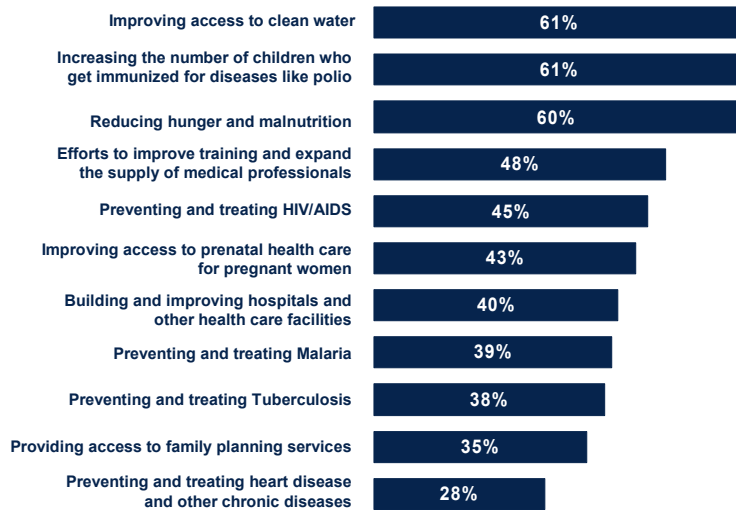 Improving access to clean water 61%
Increasing the number of children who
get immunized for diseases like polio 61%
Reducing hunger and malnutrition 60%
Efforts to improve training and expand
the supply of medical professionals 48%
Preventing and treating HIV/AIDS 45%
Improving access to prenatal health care
for pregnant women 43%
Building and improving hospitals and
other health care facilities 40%
Preventing and treating Malaria 39%
Preventing and treating Tuberculosis 38%
Providing access to family planning services 35%
Preventing and treating heart disease
and other chronic diseases 28%